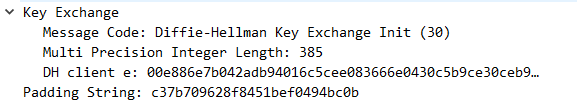 Key Exchange
Message Code: Diffie-Hellman Key Exchange Init (30)
Multi Precision Integer Length: 385
DH client e: 00e886e7b042adb94016c5cee083666e0430c5b9ce30ceb9…
Padding String: c37b709628f8451bef0494bc0b